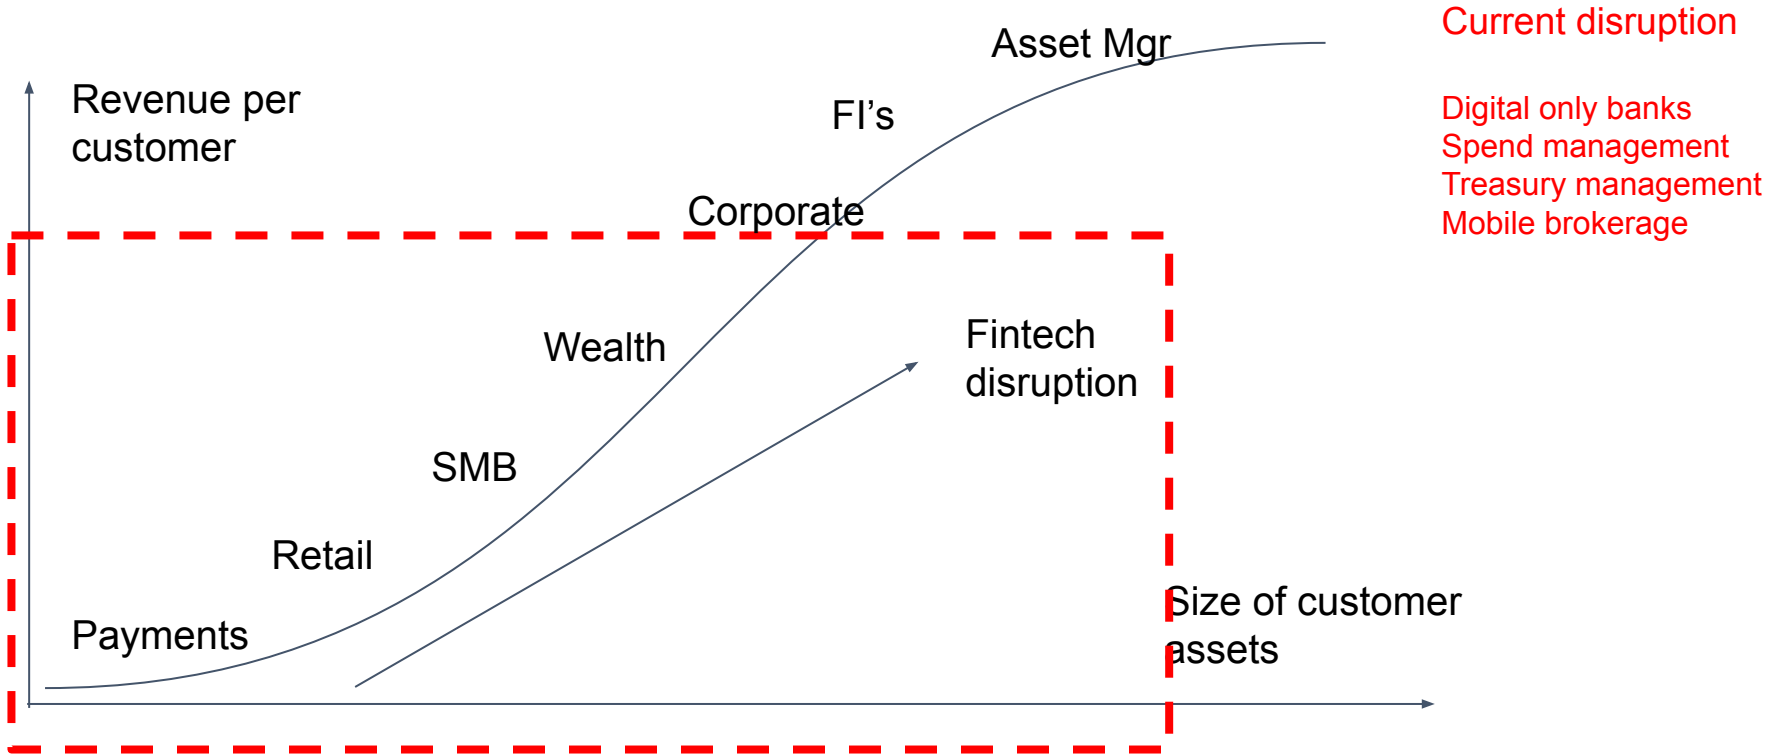 Current disruption
Asset Mgr
Revenue per
customer
FI’s
Digital only banks
Spend management
Treasury management
Mobile brokerage
Corporate
Wealth
Fintech
disruption
SMB
Retail
Size of customer
assets
Payments